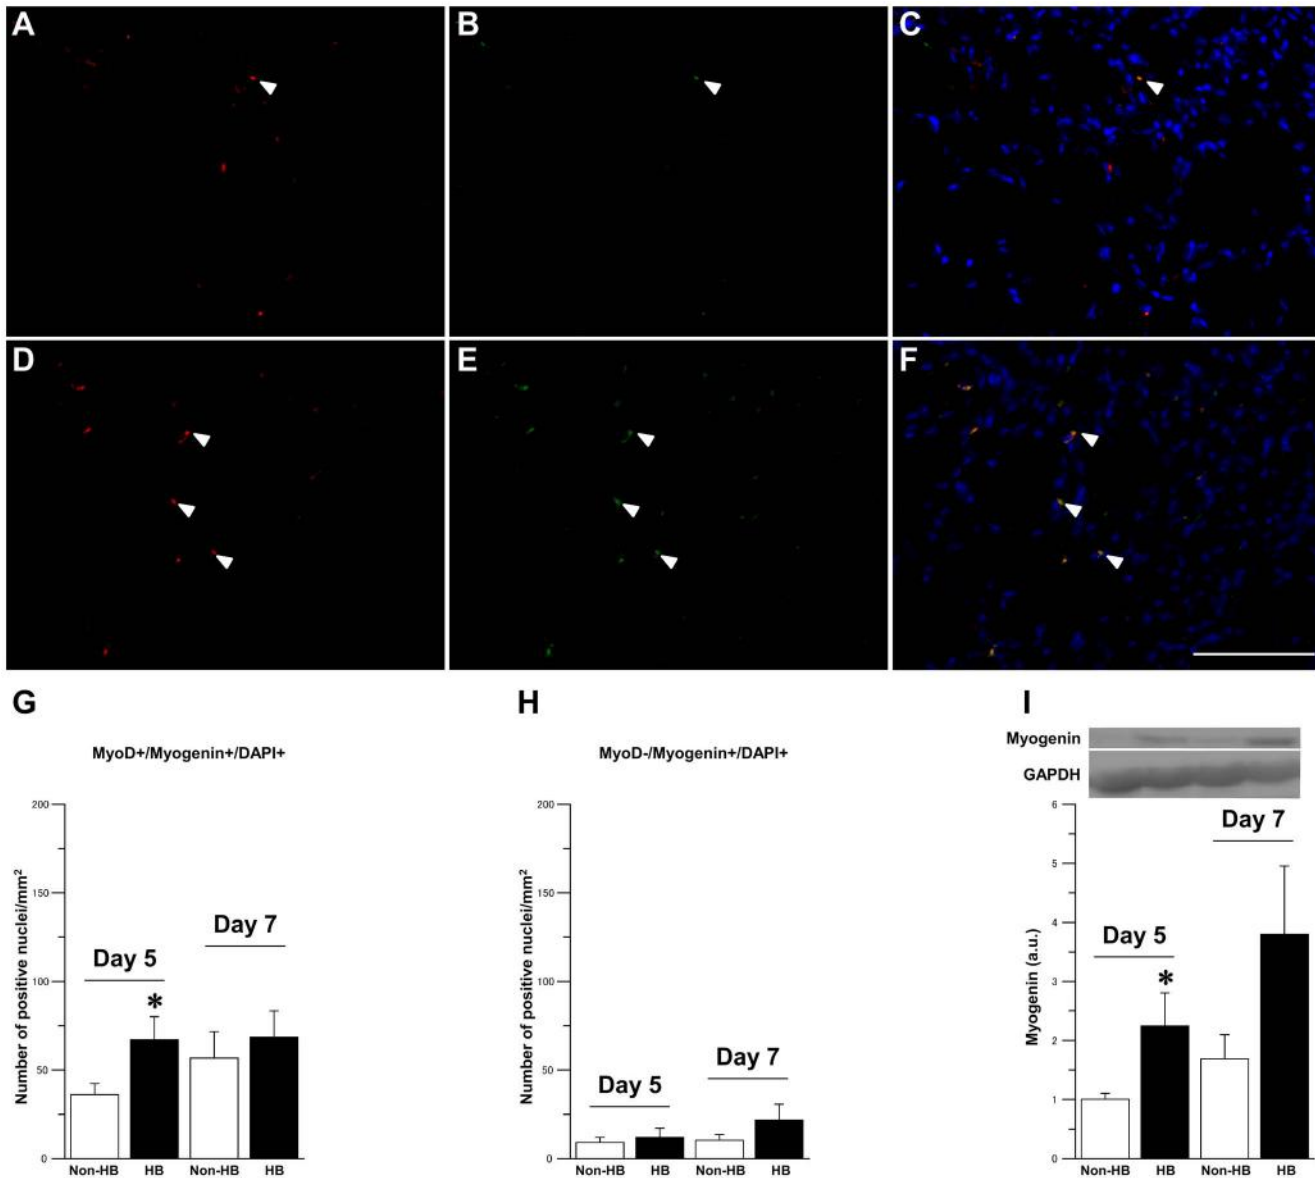 A
B
C
D
E
F
G
H
I
MyoD+/Myogenin+/DAPI+
200
150
100
50
0
Number of positive nuclei/mm²
Day 5
Day 7
*
Non-HB
HB
Non-HB
HB
MyoD-/Myogenin+/DAPI+
200
150
100
50
0
Number of positive nuclei/mm²
Day 5
Day 7
Non-HB
HB
Non-HB
HB
Myogenin
GAPDH
6
5
4
3
2
1
0
Myogenin (a.u.)
Day 5
Day 7
*
Non-HB
HB
Non-HB
HB